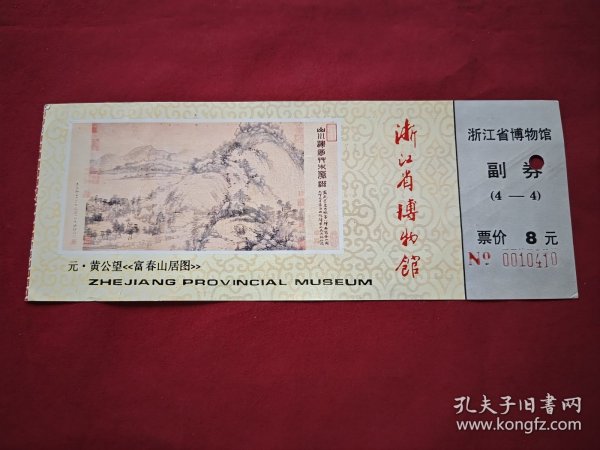 元·黄公望<<富春山居图>>
ZHEJIANG PROVINCIAL MUSEUM
浙江省博物馆
浙江省博物馆
副券
(4—4)
票价 8 元
No 0010410
孔夫子旧书网
www.kongfz.com